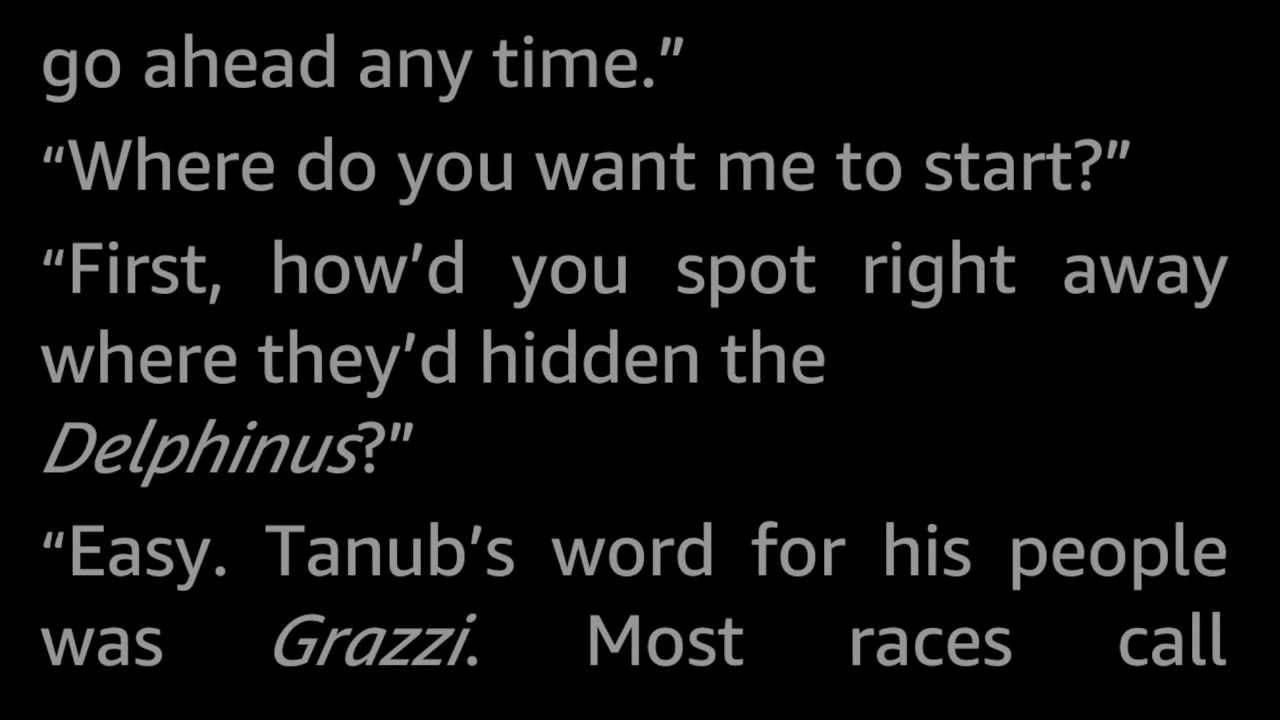 go ahead any time.”
“Where do you want me to start?”
“First, how’d you spot right away
where they’d hidden the
Delphinus?”
“Easy. Tanub’s word for his people
was Grazzi. Most races call